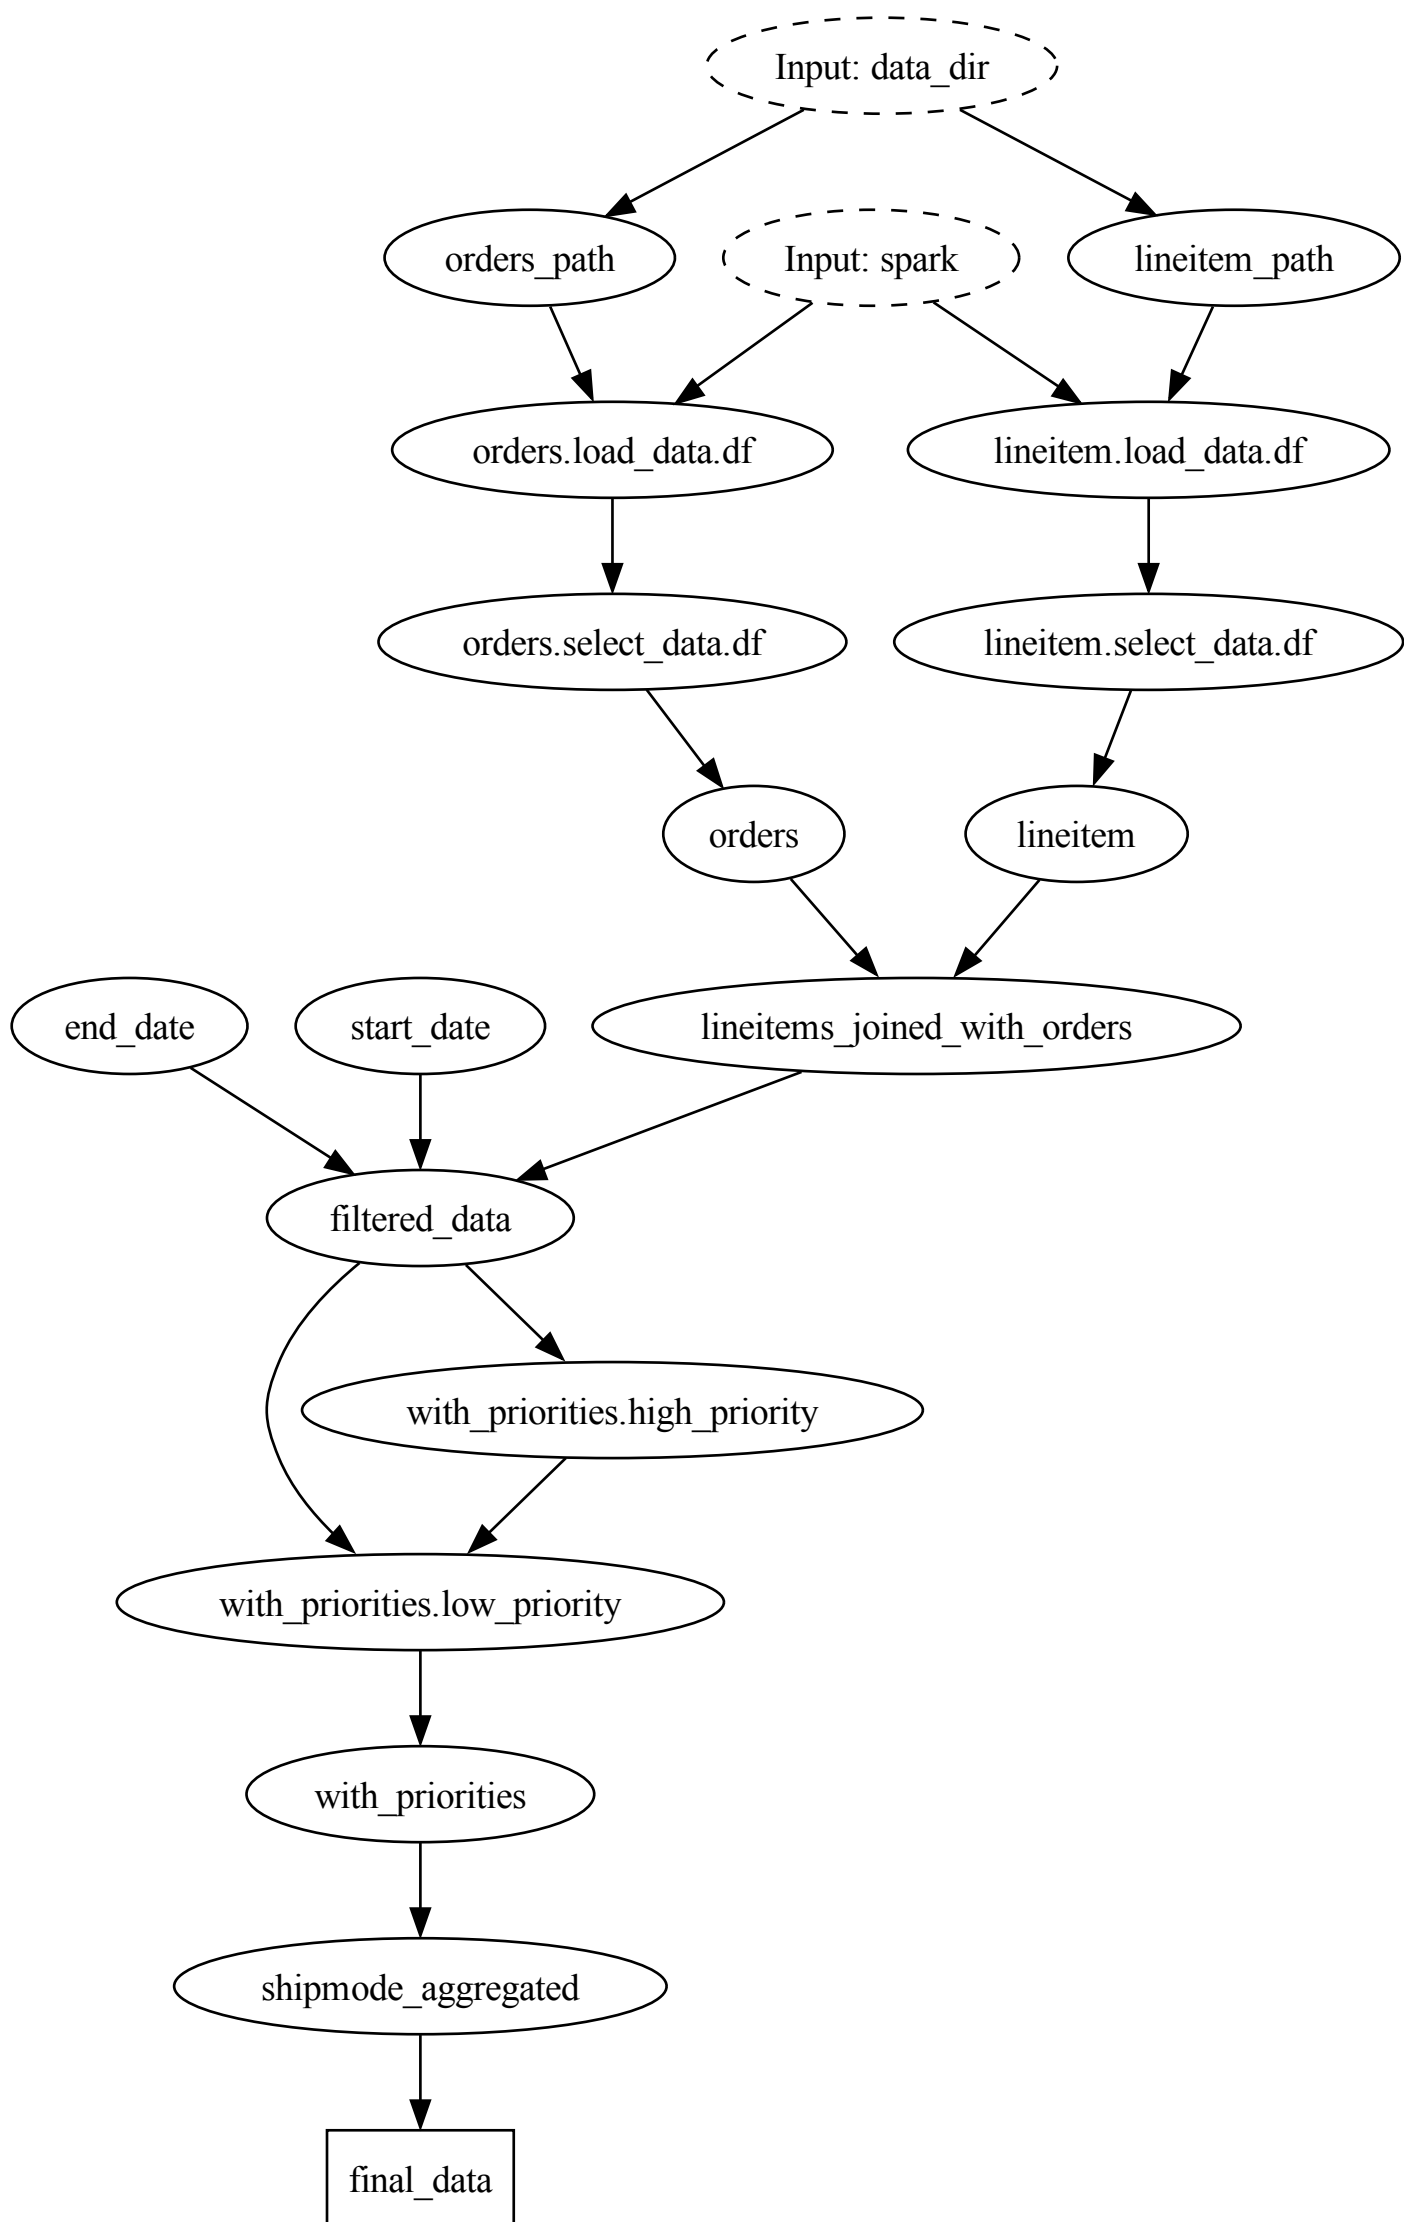 Input: data_dir
orders_path
Input: spark
lineitem_path
orders.load_data.df
lineitem.load_data.df
orders.select_data.df
lineitem.select_data.df
orders
lineitem
end_date
start_date
lineitems_joined_with_orders
filtered_data
with_priorities.high_priority
with_priorities.low_priority
with_priorities
shipmode_aggregated
final_data